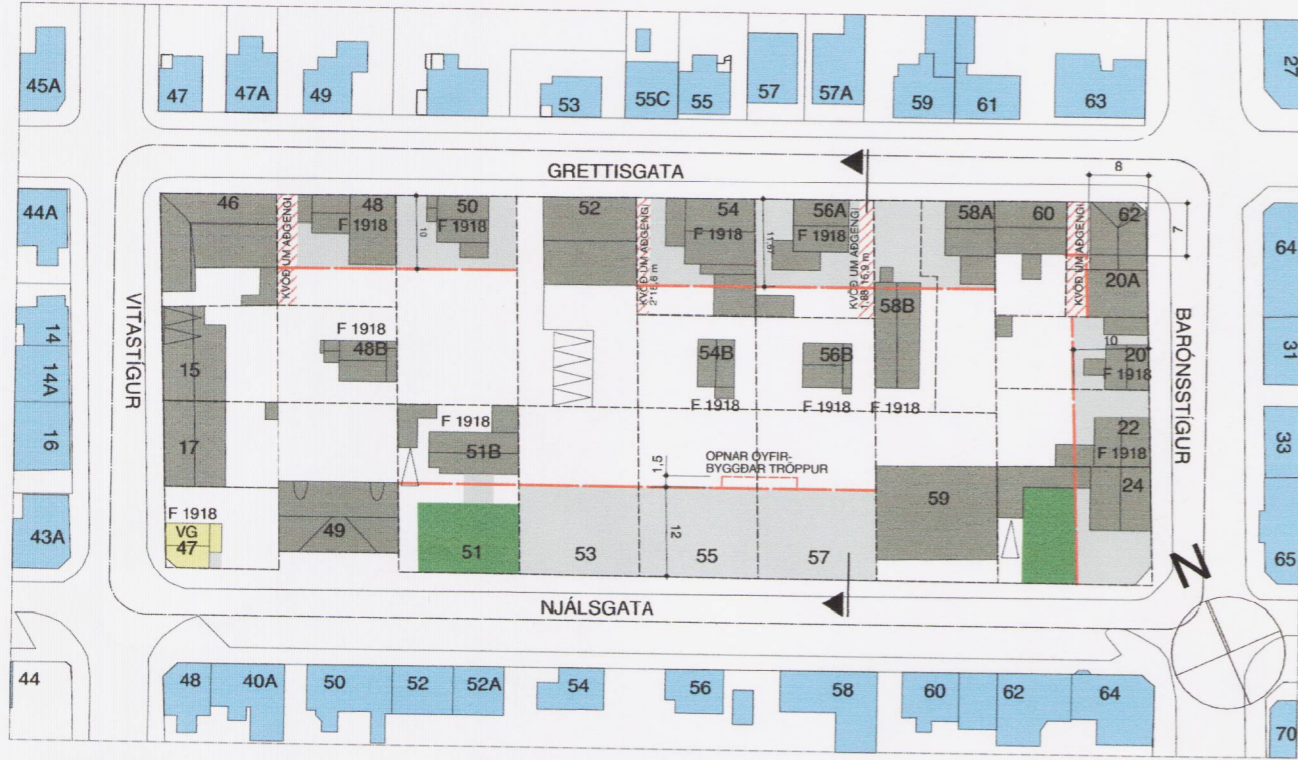 45A
47
47A
49
53
55C
55
57
57A
59
61
63
27
GRETTISGATA
8
44A
46
48
F 1918
50
F 1918
52
54
F 1918
56A
F 1918
58A
60
62
64
10
11,67
7
KVÖÐ UM AÐGENGI
KVÖÐ UM AÐGENGI
2*15,6 m
KVÖÐ UM AÐGENGI
KVÖÐ UM AÐGENGI
20A
58B
VITASTÍGUR
BARÓNSSTÍGUR
14
14A
16
15
F 1918
48B
54B
F 1918
56B
F 1918
F 1918
10
20
F 1918
31
17
F 1918
51B
22
F 1918
24
33
OPNAR ÓYFIR-
BYGGÐAR TRÖPPUR
1,5
59
43A
F 1918
VG
47
49
51
53
12
55
57
65
N
NJÁLSGATA
44
48
40A
50
52
52A
54
56
58
60
62
64
70